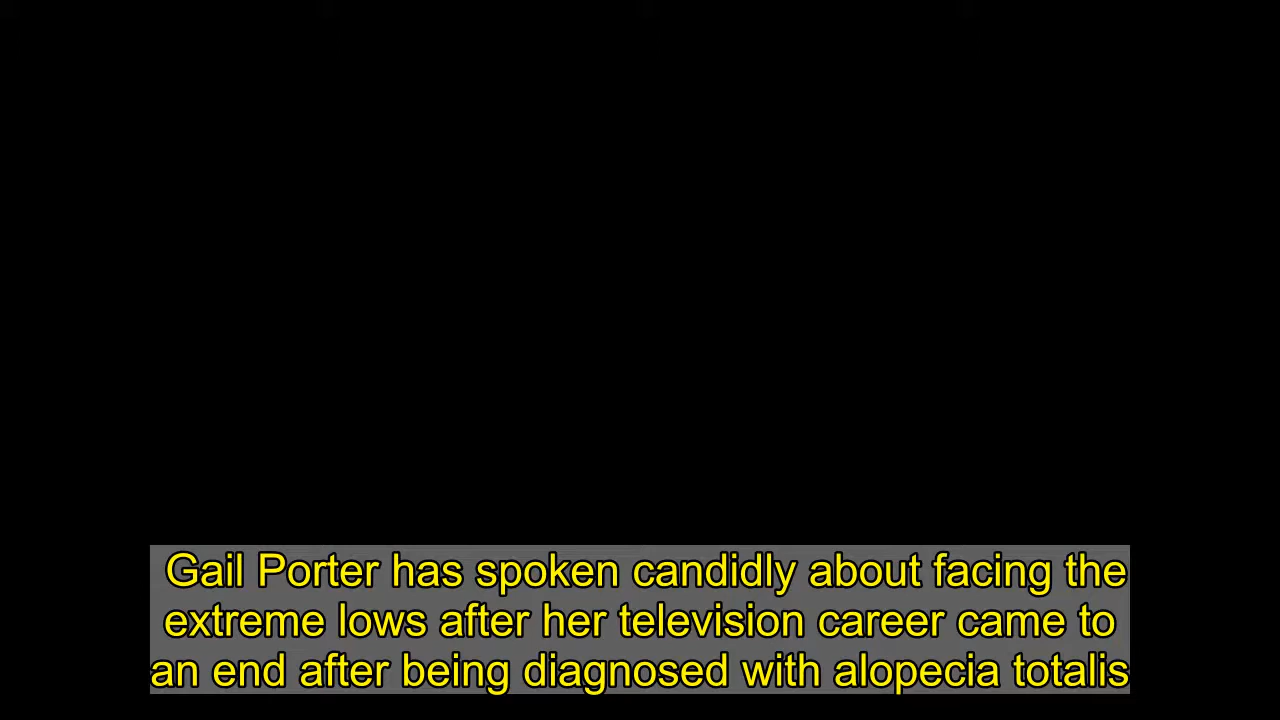 Gail Porter has spoken candidly about facing the
extreme lows after her television career came to
an end after being diagnosed with alopecia totalis